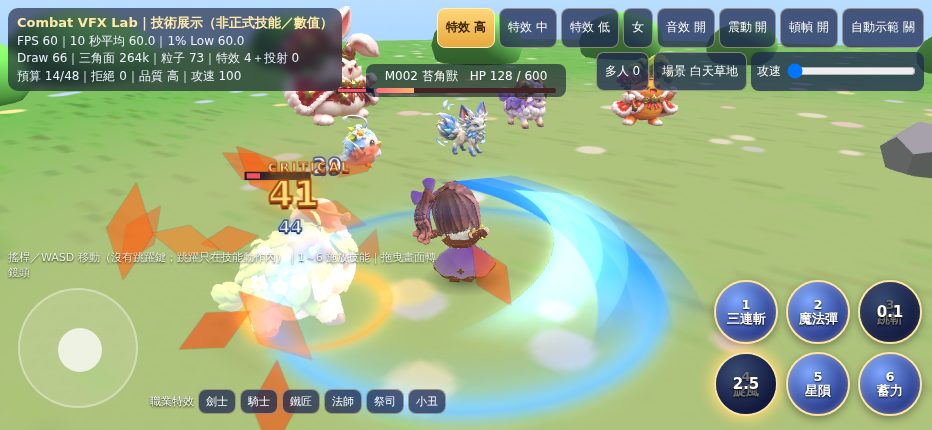 Combat VFX Lab｜技術展示（非正式技能／數值）
FPS 60｜10 秒平均 60.0｜1% Low 60.0
Draw 66｜三角面 264k｜粒子 73｜特效 4＋投射 0
預算 14/48｜拒絕 0｜品質 高｜攻速 100
特效 高
特效 中
特效 低
女
音效 開
震動 開
頓幀 開
自動示範 關
多人 0
場景 白天草地
攻速
M002 苔角獸 HP 128 / 600
CRITICAL
41
44
搖桿／WASD 移動（沒有跳躍鍵；跳躍只在技能動作內）｜1～6 施放技能｜拖曳畫面轉
鏡頭
1
三連斬
2
魔法彈
0.1
2.5
5
星隕
6
蓄力
職業特效
劍士
騎士
鐵匠
法師
祭司
小丑